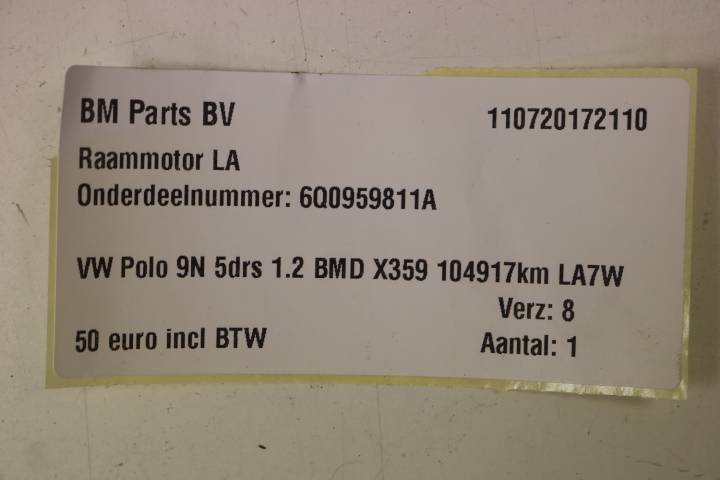 BM Parts BV 110720172110
Raammotor LA
Onderdeelnummer: 6Q0959811A
VW Polo 9N 5drs 1.2 BMD X359 104917km LA7W
Verz: 8
50 euro incl BTW Aantal: 1